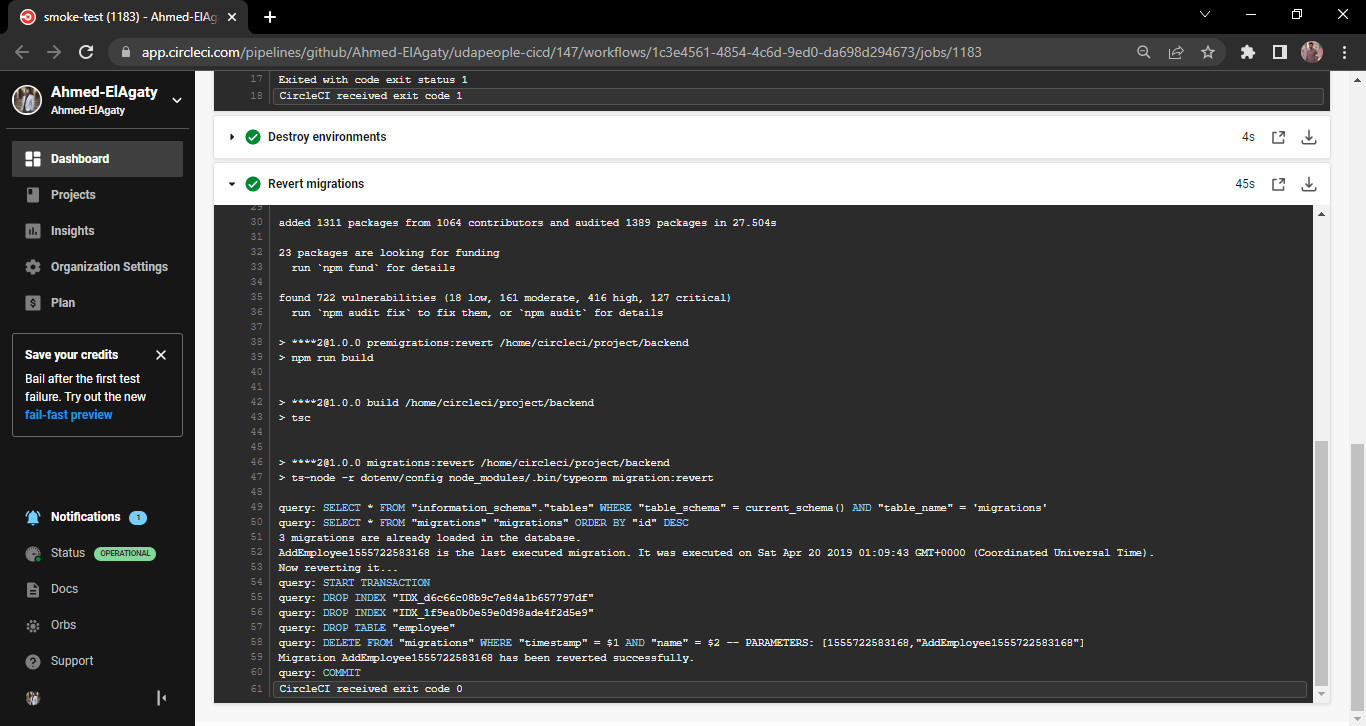 smoke-test (1183) - Ahmed-ElAg
app.circleci.com/pipelines/github/Ahmed-ElAgaty/udapeople-cicd/147/workflows/1c3e4561-4854-4c6d-9ed0-da698d294673/jobs/1183
Ahmed-ElAgaty
Ahmed-ElAgaty
Dashboard
Projects
Insights
Organization Settings
Plan
Save your credits
Bail after the first test
failure. Try out the new
fail-fast preview
Notifications 1
Status OPERATIONAL
Docs
Orbs
Support
17 Exited with code exit status 1
18 CircleCI received exit code 1
Destroy environments 4s
Revert migrations 45s
29
30 added 1311 packages from 1064 contributors and audited 1389 packages in 27.504s
31
32 23 packages are looking for funding
33 run `npm fund` for details
34
35 found 722 vulnerabilities (18 low, 161 moderate, 416 high, 127 critical)
36 run `npm audit fix` to fix them, or `npm audit` for details
37
38 > ****2@1.0.0 premigrations:revert /home/circleci/project/backend
39 > npm run build
40
41
42 > ****2@1.0.0 build /home/circleci/project/backend
43 > tsc
44
45
46 > ****2@1.0.0 migrations:revert /home/circleci/project/backend
47 > ts-node -r dotenv/config node_modules/.bin/typeorm migration:revert
48
49 query: SELECT * FROM "information_schema"."tables" WHERE "table_schema" = current_schema() AND "table_name" = 'migrations'
50 query: SELECT * FROM "migrations" "migrations" ORDER BY "id" DESC
51 3 migrations are already loaded in the database.
52 AddEmployee1555722583168 is the last executed migration. It was executed on Sat Apr 20 2019 01:09:43 GMT+0000 (Coordinated Universal Time).
53 Now reverting it...
54 query: START TRANSACTION
55 query: DROP INDEX "IDX_d6c66c08b9c7e84a1b657797df"
56 query: DROP INDEX "IDX_1f9ea0b0e59e0d98ade4f2d5e9"
57 query: DROP TABLE "employee"
58 query: DELETE FROM "migrations" WHERE "timestamp" = $1 AND "name" = $2 -- PARAMETERS: [1555722583168,"AddEmployee1555722583168"]
59 Migration AddEmployee1555722583168 has been reverted successfully.
60 query: COMMIT
61 CircleCI received exit code 0